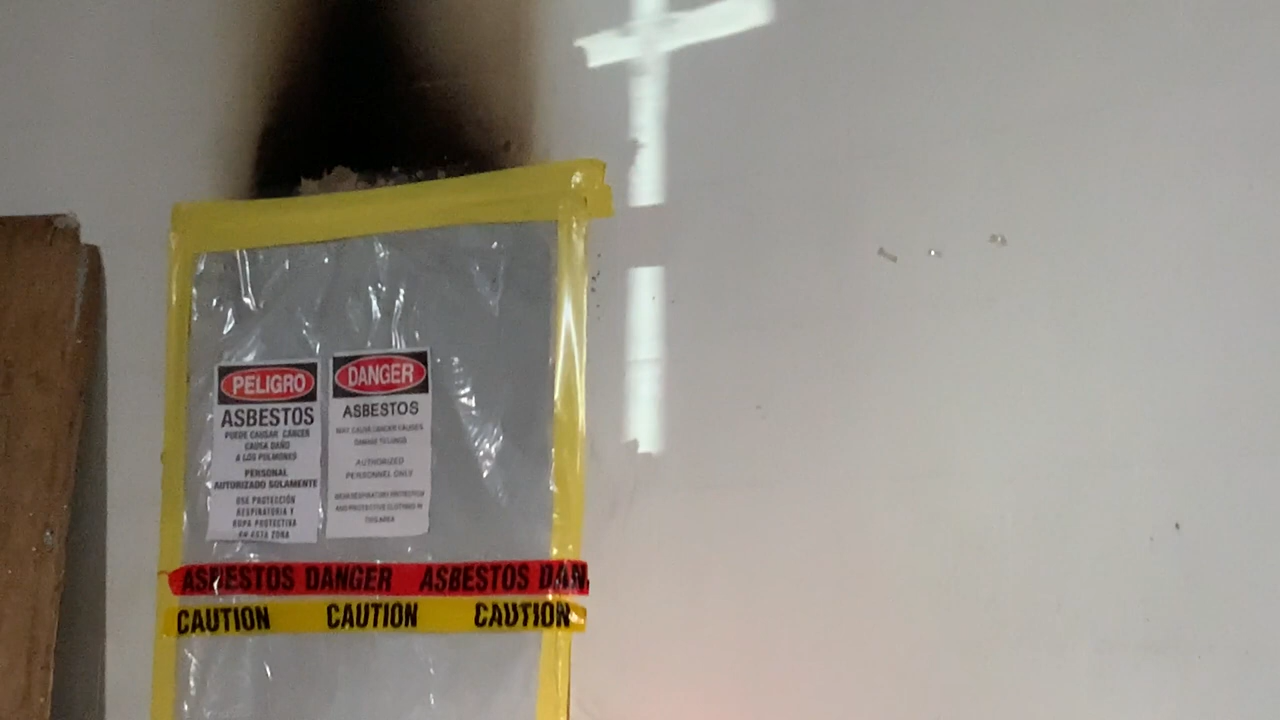 PELIGRO
ASBESTOS
PUEDE CAUSAR CANCER
CAUSA DAÑO
A LOS PULMONES
PERSONAL
AUTORIZADO SOLAMENTE
USE PROTECCIÓN
RESPIRATORIA Y
ROPA PROTECTIVA
EN ESTA ZONA
DANGER
ASBESTOS
MAY CAUSE CANCER CAUSES
DAMAGE TO LUNGS
AUTHORIZED
PERSONNEL ONLY
WEAR RESPIRATORY PROTECTION
AND PROTECTIVE CLOTHING IN
THIS AREA
ASBESTOS DANGER ASBESTOS DAN
CAUTION CAUTION CAUTION